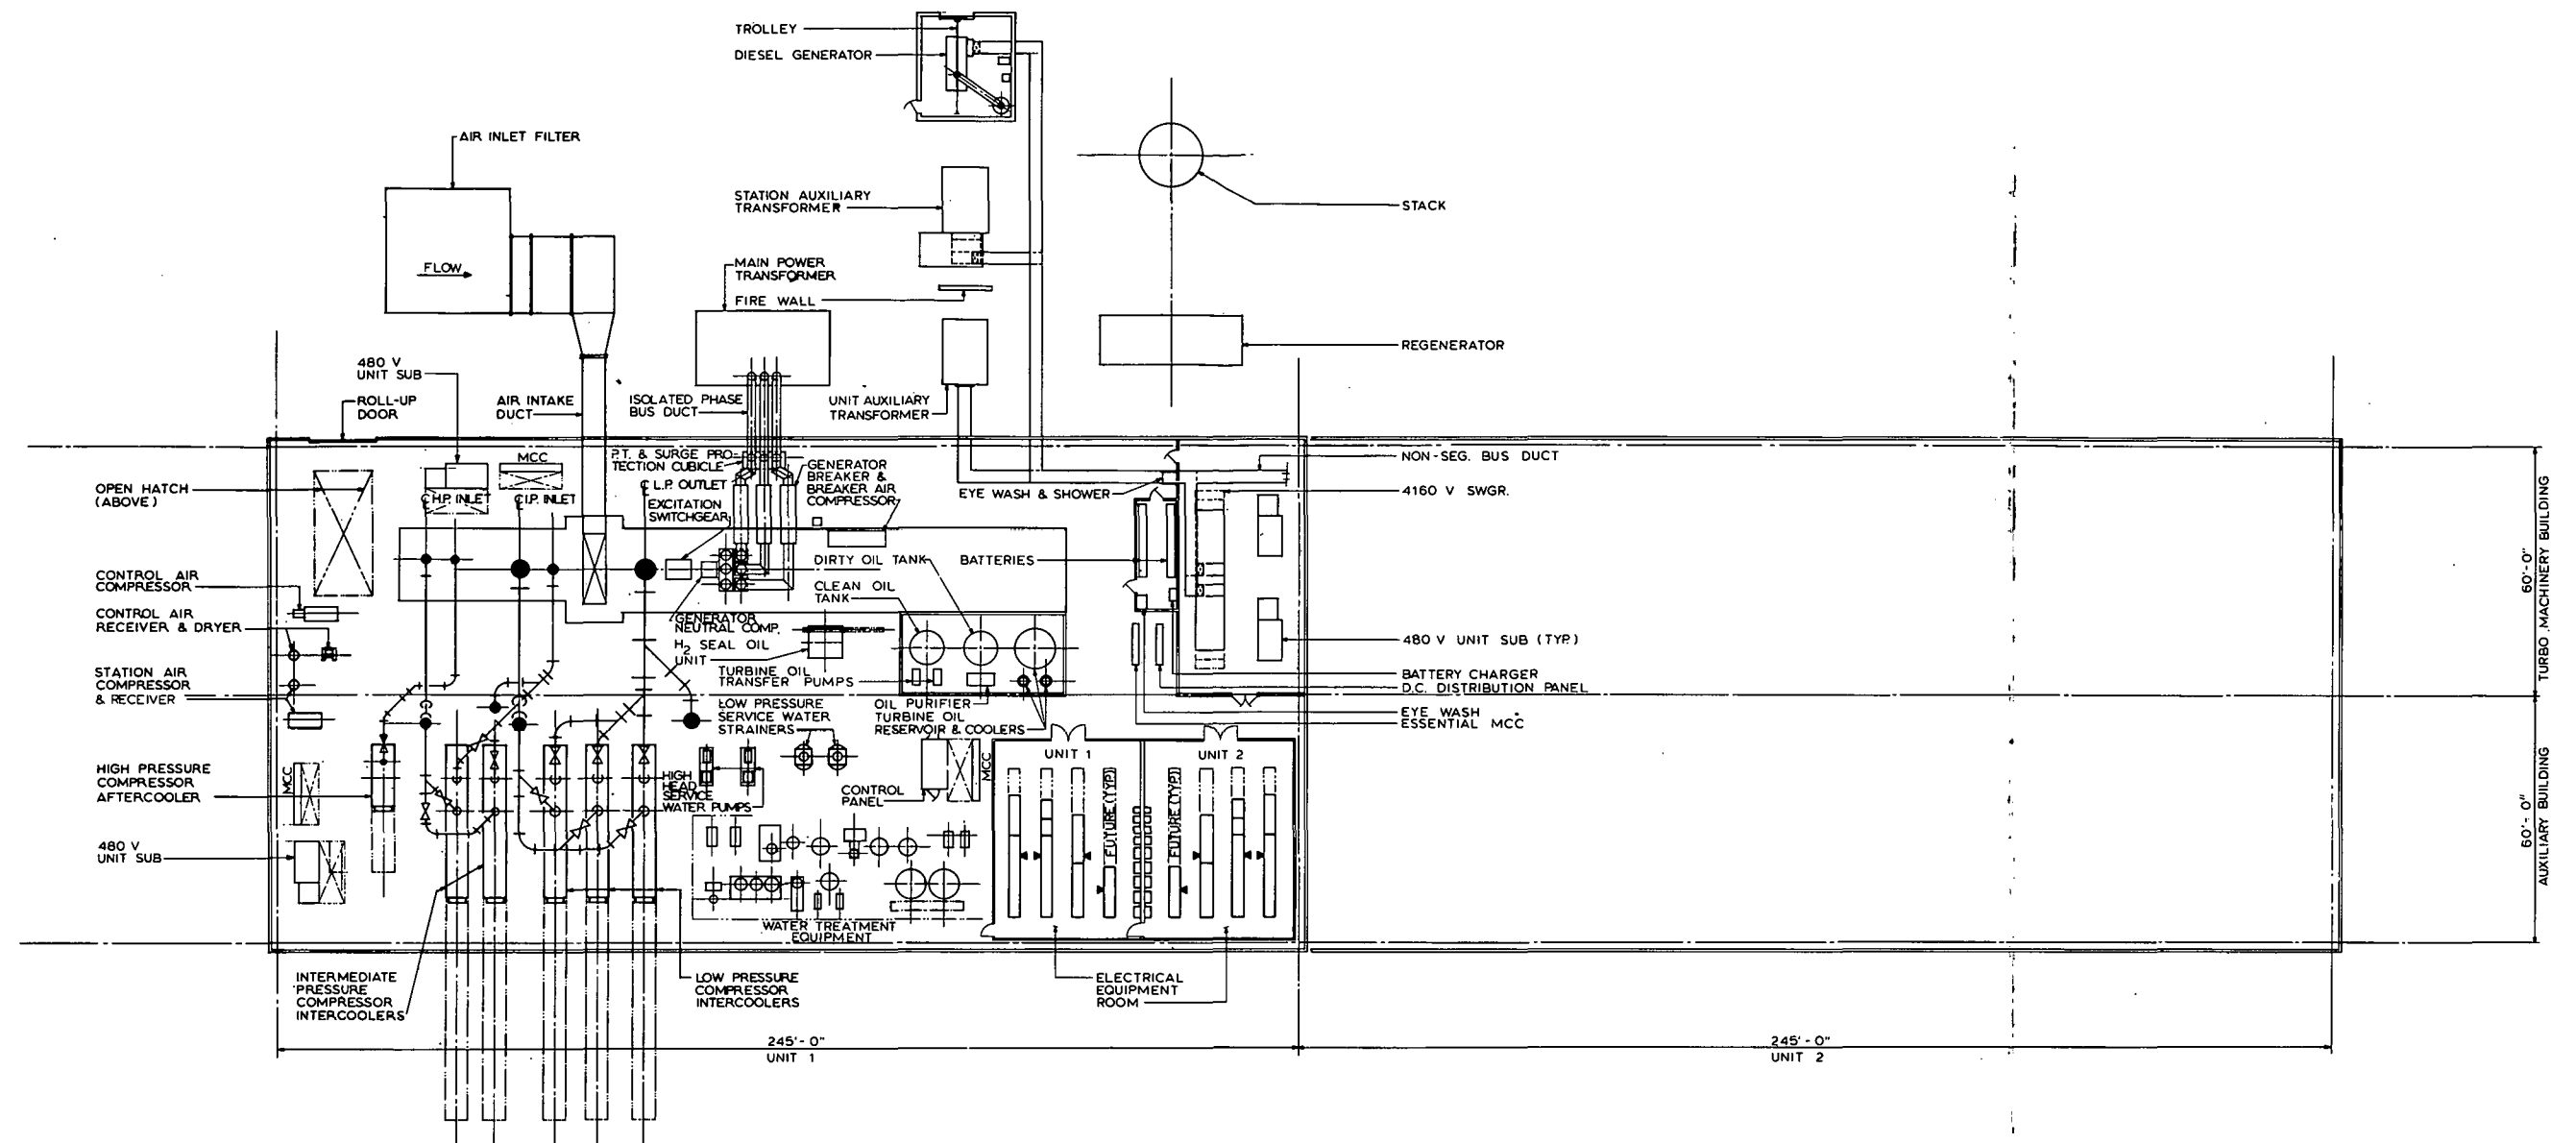 TROLLEY
DIESEL GENERATOR
AIR INLET FILTER
STATION AUXILIARY
TRANSFORMER
STACK
FLOW
MAIN POWER
TRANSFORMER
FIRE WALL
REGENERATOR
480 V
UNIT SUB
ROLL-UP
DOOR
AIR INTAKE
DUCT
ISOLATED PHASE
BUS DUCT
UNIT AUXILIARY
TRANSFORMER
MCC
P.T. & SURGE PRO-
TECTION CUBICLE
GENERATOR
BREAKER &
BREAKER AIR
COMPRESSOR
NON-SEG. BUS DUCT
OPEN HATCH
(ABOVE)
℄ H.P. INLET
℄ I.P. INLET
℄ L.P. OUTLET
EXCITATION
SWITCHGEAR
EYE WASH & SHOWER
4160 V SWGR.
DIRTY OIL TANK
BATTERIES
CLEAN OIL
TANK
CONTROL AIR
COMPRESSOR
CONTROL AIR
RECEIVER & DRYER
GENERATOR
NEUTRAL COMP.
H2 SEAL OIL
UNIT
480 V UNIT SUB (TYP.)
STATION AIR
COMPRESSOR
& RECEIVER
TURBINE OIL
TRANSFER PUMPS
BATTERY CHARGER
D.C. DISTRIBUTION PANEL
LOW PRESSURE
SERVICE WATER
STRAINERS
OIL PURIFIER
TURBINE OIL
RESERVOIR & COOLERS
EYE WASH
ESSENTIAL MCC
UNIT 1
UNIT 2
HIGH PRESSURE
COMPRESSOR
AFTERCOOLER
MCC
HIGH
HEAD
SERVICE
WATER PUMPS
CONTROL
PANEL
MCC
FUTURE (TYP.)
FUTURE (TYP.)
480 V
UNIT SUB
WATER TREATMENT
EQUIPMENT
INTERMEDIATE
PRESSURE
COMPRESSOR
INTERCOOLERS
LOW PRESSURE
COMPRESSOR
INTERCOOLERS
ELECTRICAL
EQUIPMENT
ROOM
60'-0"
TURBO MACHINERY BUILDING
60'-0"
AUXILIARY BUILDING
245'-0"
UNIT 1
245'-0"
UNIT 2